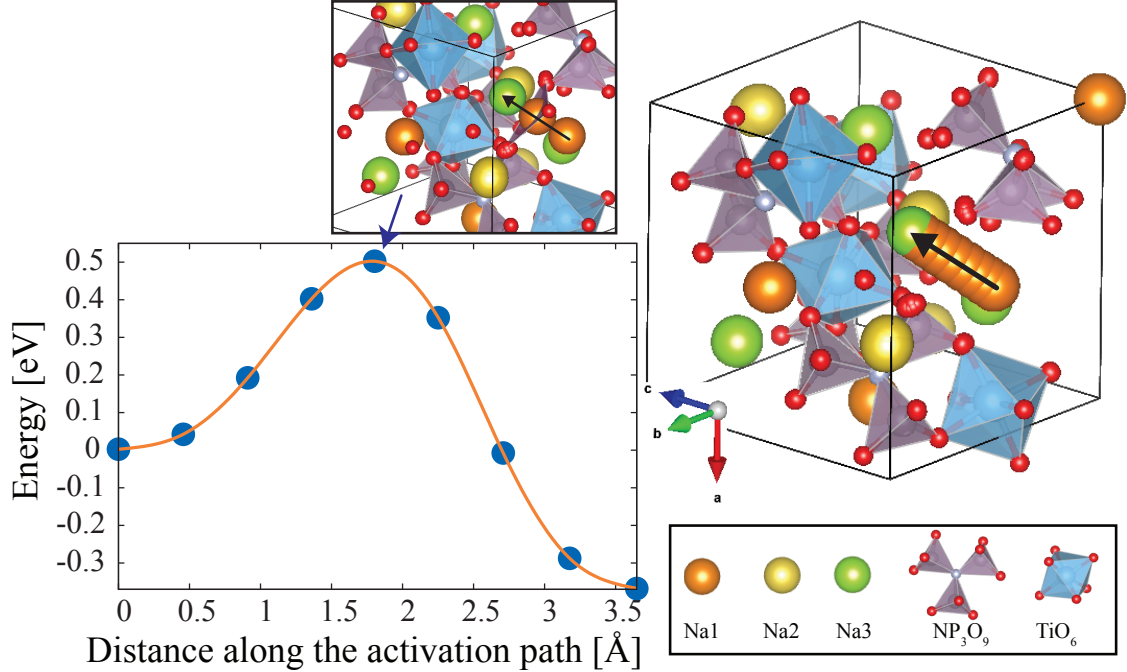 c
b
a
Energy [eV]
0.5
0.4
0.3
0.2
0.1
0
-0.1
-0.2
-0.3
0 0.5 1 1.5 2 2.5 3 3.5
Distance along the activation path [Å]
Na1 Na2 Na3 NP₃O₉ TiO₆